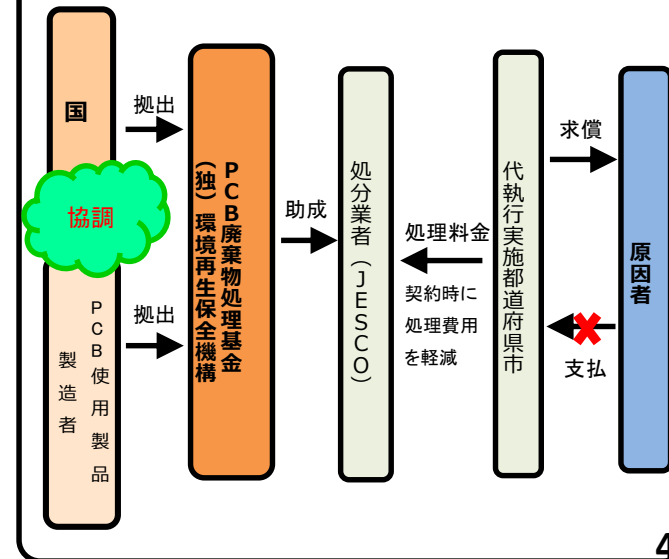 国
協調
PCB使用製品
製造者
拠出
拠出
PCB廃棄物処理基金
(独)環境再生保全機構
助成
処分業者(JESCO)
処理料金
契約時に
処理費用
を軽減
代執行実施都道府県市
求償
支払
原因者